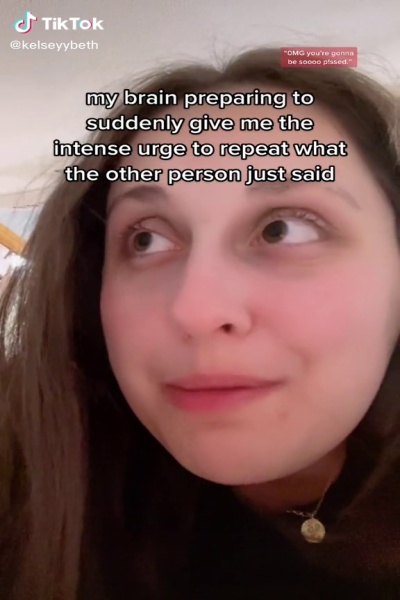 TikTok
@kelseyybeth
"OMG you're gonna
be soooo pissed."
my brain preparing to
suddenly give me the
intense urge to repeat what
the other person just said